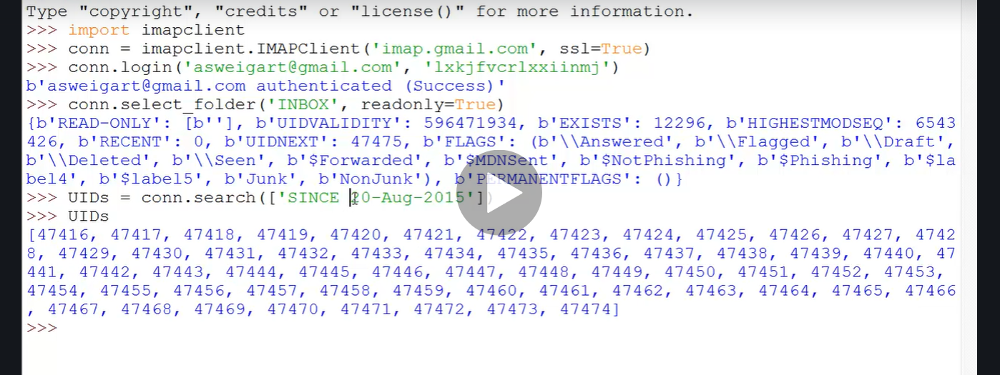 Type "copyright", "credits" or "license()" for more information.
>>> import imapclient
>>> conn = imapclient.IMAPClient('imap.gmail.com', ssl=True)
>>> conn.login('asweigart@gmail.com', 'lxkjfvcrlxxiinmj')
b'asweigart@gmail.com authenticated (Success)'
>>> conn.select_folder('INBOX', readonly=True)
{b'READ-ONLY': [b''], b'UIDVALIDITY': 596471934, b'EXISTS': 12296, b'HIGHESTMODSEQ': 6543
426, b'RECENT': 0, b'UIDNEXT': 47475, b'FLAGS': (b'\\Answered', b'\\Flagged', b'\\Draft',
b'\\Deleted', b'\\Seen', b'$Forwarded', b'$MDNSent', b'$NotPhishing', b'$Phishing', b'$la
bel4', b'$label5', b'Junk', b'NonJunk'), b'PERMANENTFLAGS': ()}
>>> UIDs = conn.search(['SINCE 20-Aug-2015'])
>>> UIDs
[47416, 47417, 47418, 47419, 47420, 47421, 47422, 47423, 47424, 47425, 47426, 47427, 4742
8, 47429, 47430, 47431, 47432, 47433, 47434, 47435, 47436, 47437, 47438, 47439, 47440, 47
441, 47442, 47443, 47444, 47445, 47446, 47447, 47448, 47449, 47450, 47451, 47452, 47453,
47454, 47455, 47456, 47457, 47458, 47459, 47460, 47461, 47462, 47463, 47464, 47465, 47466
, 47467, 47468, 47469, 47470, 47471, 47472, 47473, 47474]
>>>